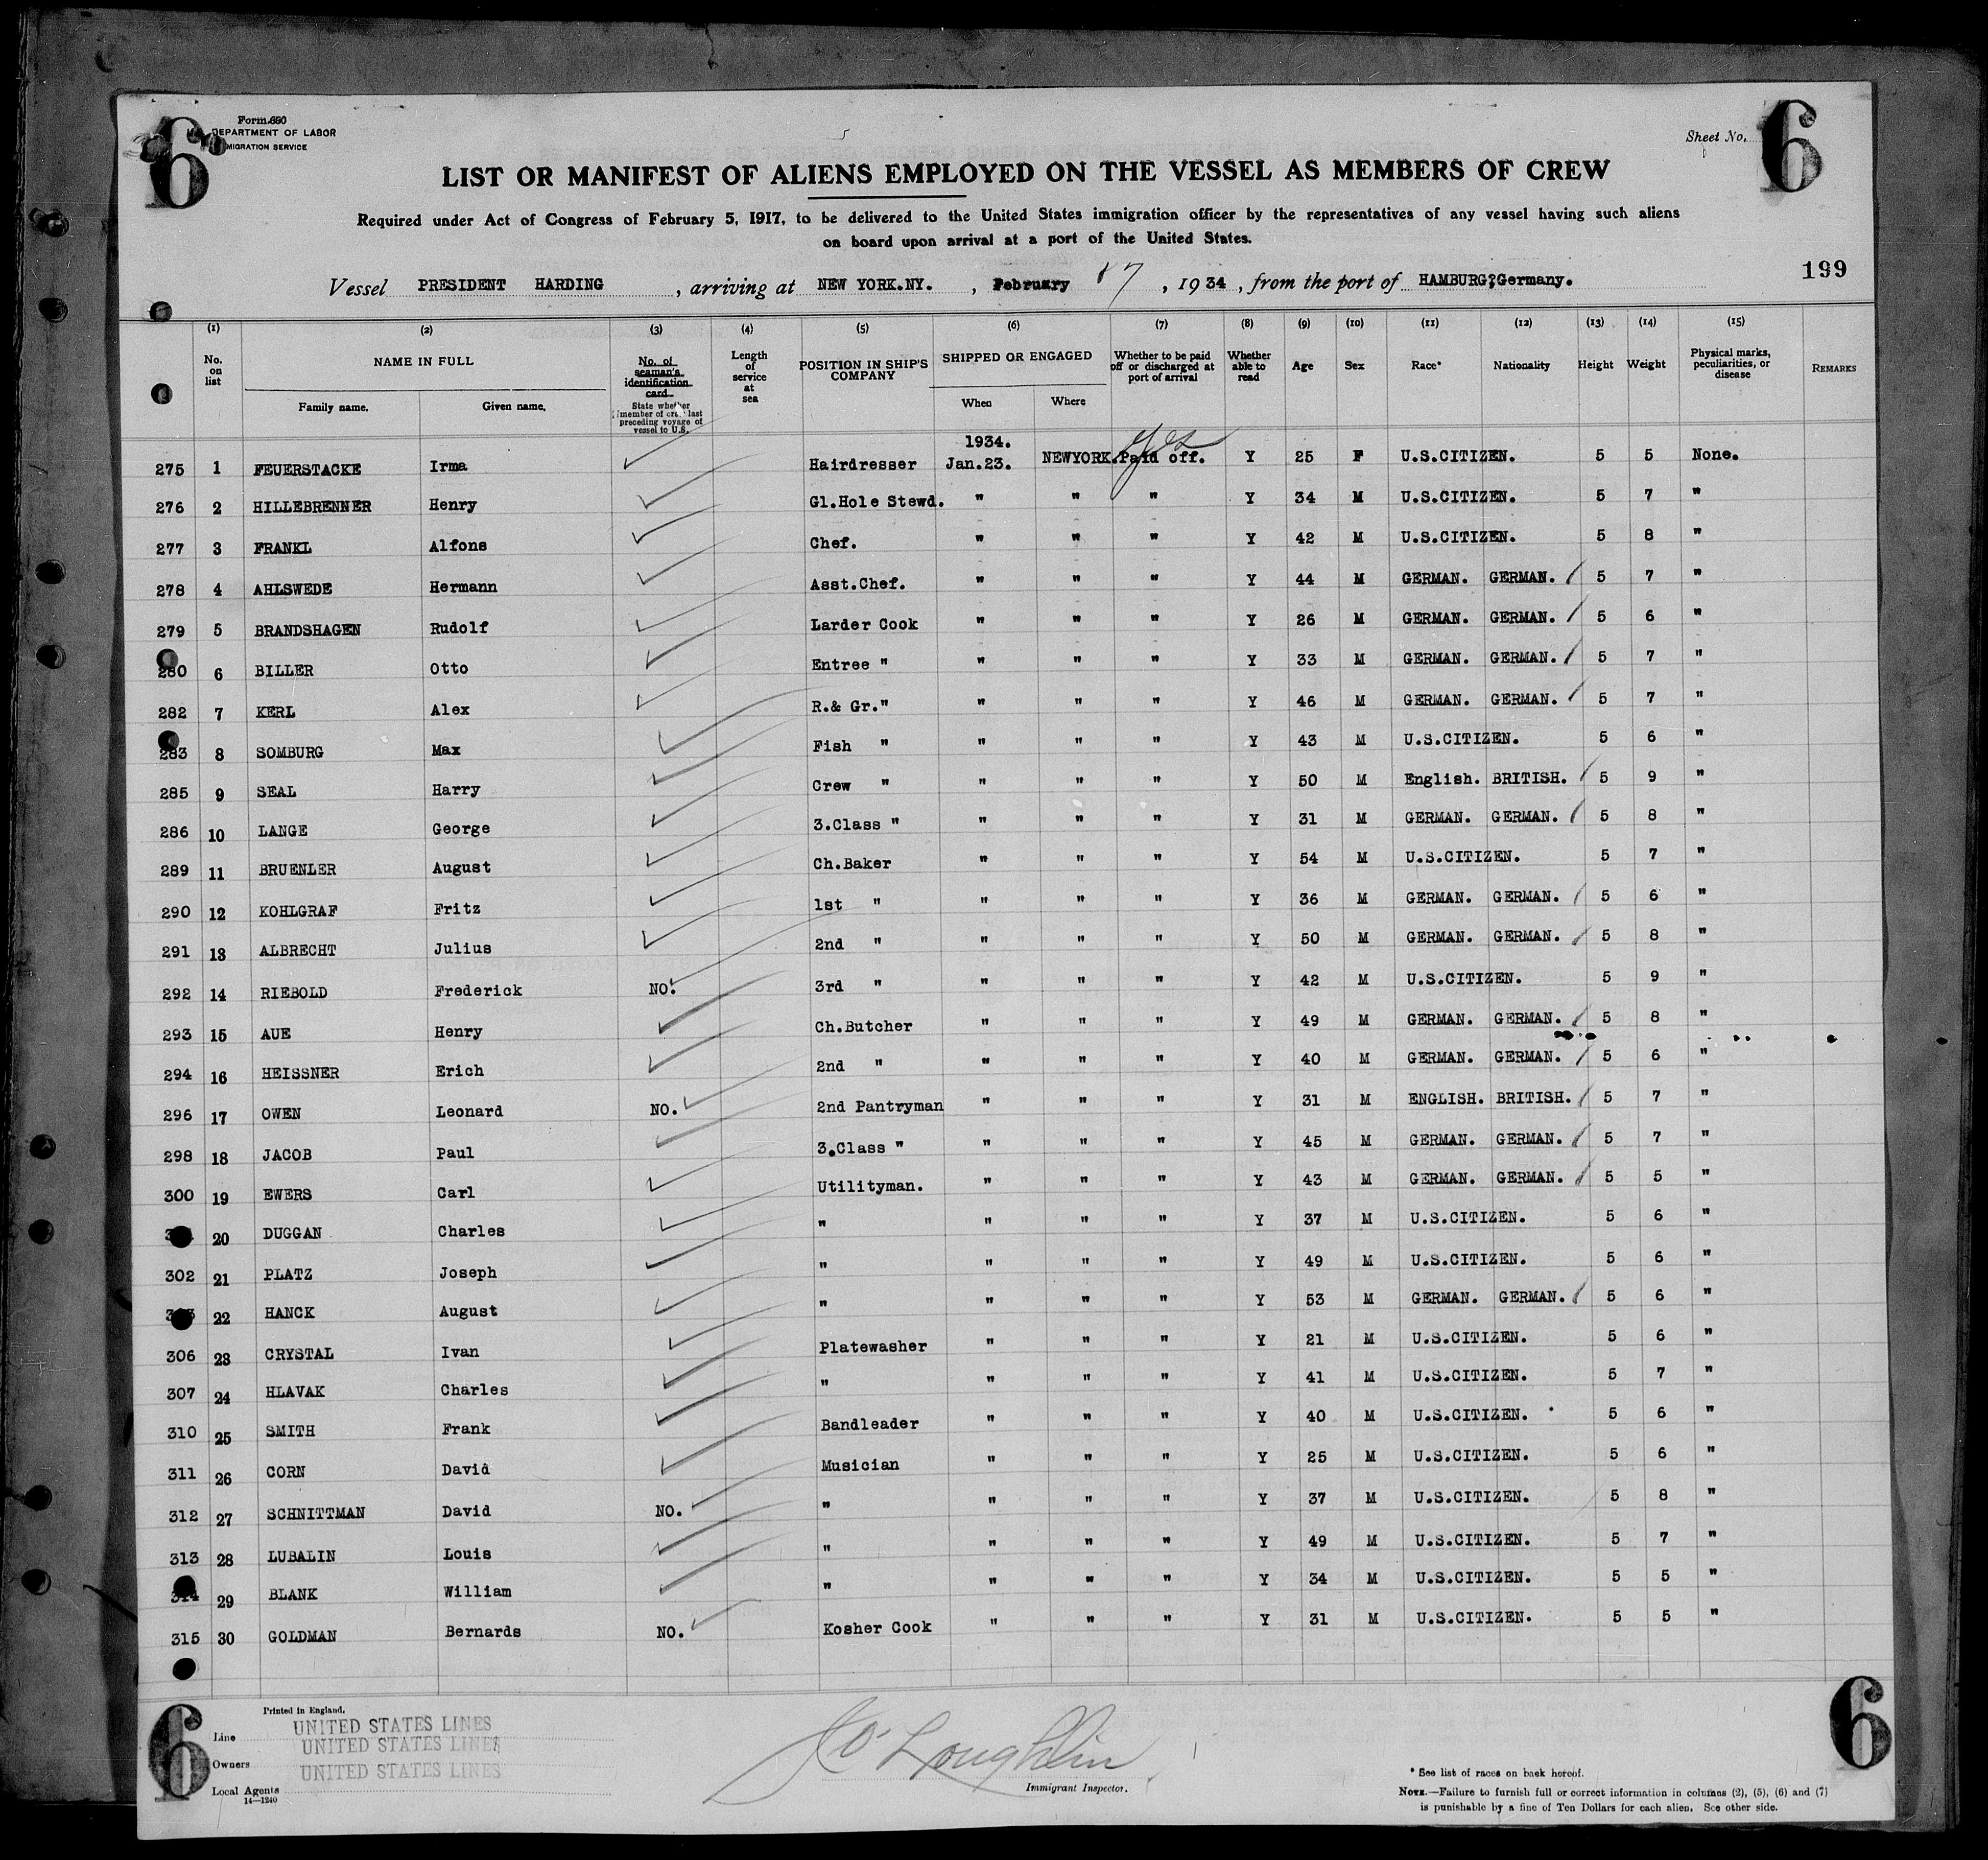 6
Form 680
DEPARTMENT OF LABOR
IMMIGRATION SERVICE
Sheet No. 6
LIST OR MANIFEST OF ALIENS EMPLOYED ON THE VESSEL AS MEMBERS OF CREW
Required under Act of Congress of February 5, 1917, to be delivered to the United States immigration officer by the representatives of any vessel having such aliens
on board upon arrival at a port of the United States.
199
Vessel PRESIDENT HARDING, arriving at NEW YORK.NY., February 17, 1934, from the port of HAMBURG?Germany.
(1) (2) (3) (4) (5) (6) (7) (8) (9) (10) (11) (12) (13) (14) (15)
No. on list NAME IN FULL Family name. Given name. No. of seaman's identification card State whether member of crew last preceding voyage of vessel to U.S. Length of service at sea POSITION IN SHIP'S COMPANY SHIPPED OR ENGAGED When Where Whether to be paid off or discharged at port of arrival Whether able to read Age Sex Race* Nationality Height Weight Physical marks, peculiarities, or disease REMARKS
1934. Yes
275 1 FEUERSTACKE Irma Hairdresser Jan.23. NEWYORK. Paid off. Y 25 F U.S.CITIZEN. 5 5 None.
276 2 HILLEBRENNER Henry Gl.Hole Stewd. " " " Y 34 M U.S.CITIZEN. 5 7 "
277 3 FRANKL Alfons Chef. " " " Y 42 M U.S.CITIZEN. 5 8 "
278 4 AHLSWEDE Hermann Asst.Chef. " " " Y 44 M GERMAN. GERMAN. 5 7 "
279 5 BRANDSHAGEN Rudolf Larder Cook " " " Y 26 M GERMAN. GERMAN. 5 6 "
280 6 BILLER Otto Entree " " " " Y 33 M GERMAN. GERMAN. 5 7 "
282 7 KERL Alex R.& Gr." " " " Y 46 M GERMAN. GERMAN. 5 7 "
283 8 SOMBURG Max Fish " " " " Y 43 M U.S.CITIZEN. 5 6 "
285 9 SEAL Harry Crew " " " " Y 50 M English. BRITISH. 5 9 "
286 10 LANGE George 3.Class " " " " Y 31 M GERMAN. GERMAN. 5 8 "
289 11 BRUENLER August Ch.Baker " " " Y 54 M U.S.CITIZEN. 5 7 "
290 12 KOHLGRAF Fritz 1st " " " " Y 36 M GERMAN. GERMAN. 5 6 "
291 13 ALBRECHT Julius 2nd " " " " Y 50 M GERMAN. GERMAN. 5 8 "
292 14 RIEBOLD Frederick NO. 3rd " " " " Y 42 M U.S.CITIZEN. 5 9 "
293 15 AUE Henry Ch.Butcher " " " Y 49 M GERMAN. GERMAN. 5 8 "
294 16 HEISSNER Erich 2nd " " " " Y 40 M GERMAN. GERMAN. 5 6 "
296 17 OWEN Leonard NO. 2nd Pantryman " " " Y 31 M ENGLISH. BRITISH. 5 7 "
298 18 JACOB Paul 3.Class " " " " Y 45 M GERMAN. GERMAN. 5 7 "
300 19 EWERS Carl Utilityman. " " " Y 43 M GERMAN. GERMAN. 5 5 "
20 DUGGAN Charles " " " " Y 37 M U.S.CITIZEN. 5 6 "
302 21 PLATZ Joseph " " " " Y 49 M U.S.CITIZEN. 5 6 "
22 HANCK August " " " " Y 53 M GERMAN. GERMAN. 5 6 "
306 23 CRYSTAL Ivan Platewasher " " " Y 21 M U.S.CITIZEN. 5 6 "
307 24 HLAVAK Charles " " " " Y 41 M U.S.CITIZEN. 5 7 "
310 25 SMITH Frank Bandleader " " " Y 40 M U.S.CITIZEN. 5 6 "
311 26 CORN David Musician " " " Y 25 M U.S.CITIZEN. 5 6 "
312 27 SCHNITTMAN David NO. " " " " Y 37 M U.S.CITIZEN. 5 8 "
313 28 LUBALIN Louis " " " " Y 49 M U.S.CITIZEN. 5 7 "
314 29 BLANK William " " " " Y 34 M U.S.CITIZEN. 5 5 "
315 30 GOLDMAN Bernards NO. Kosher Cook " " " Y 31 M U.S.CITIZEN. 5 5 "
6
Printed in England.
Line UNITED STATES LINES
Owners UNITED STATES LINES
Local Agents UNITED STATES LINES
14—1240
O'Loughlin
Immigrant Inspector.
* See list of races on back hereof.
NOTE.—Failure to furnish full or correct information in columns (2), (5), (6) and (7)
is punishable by a fine of Ten Dollars for each alien. See other side.
6